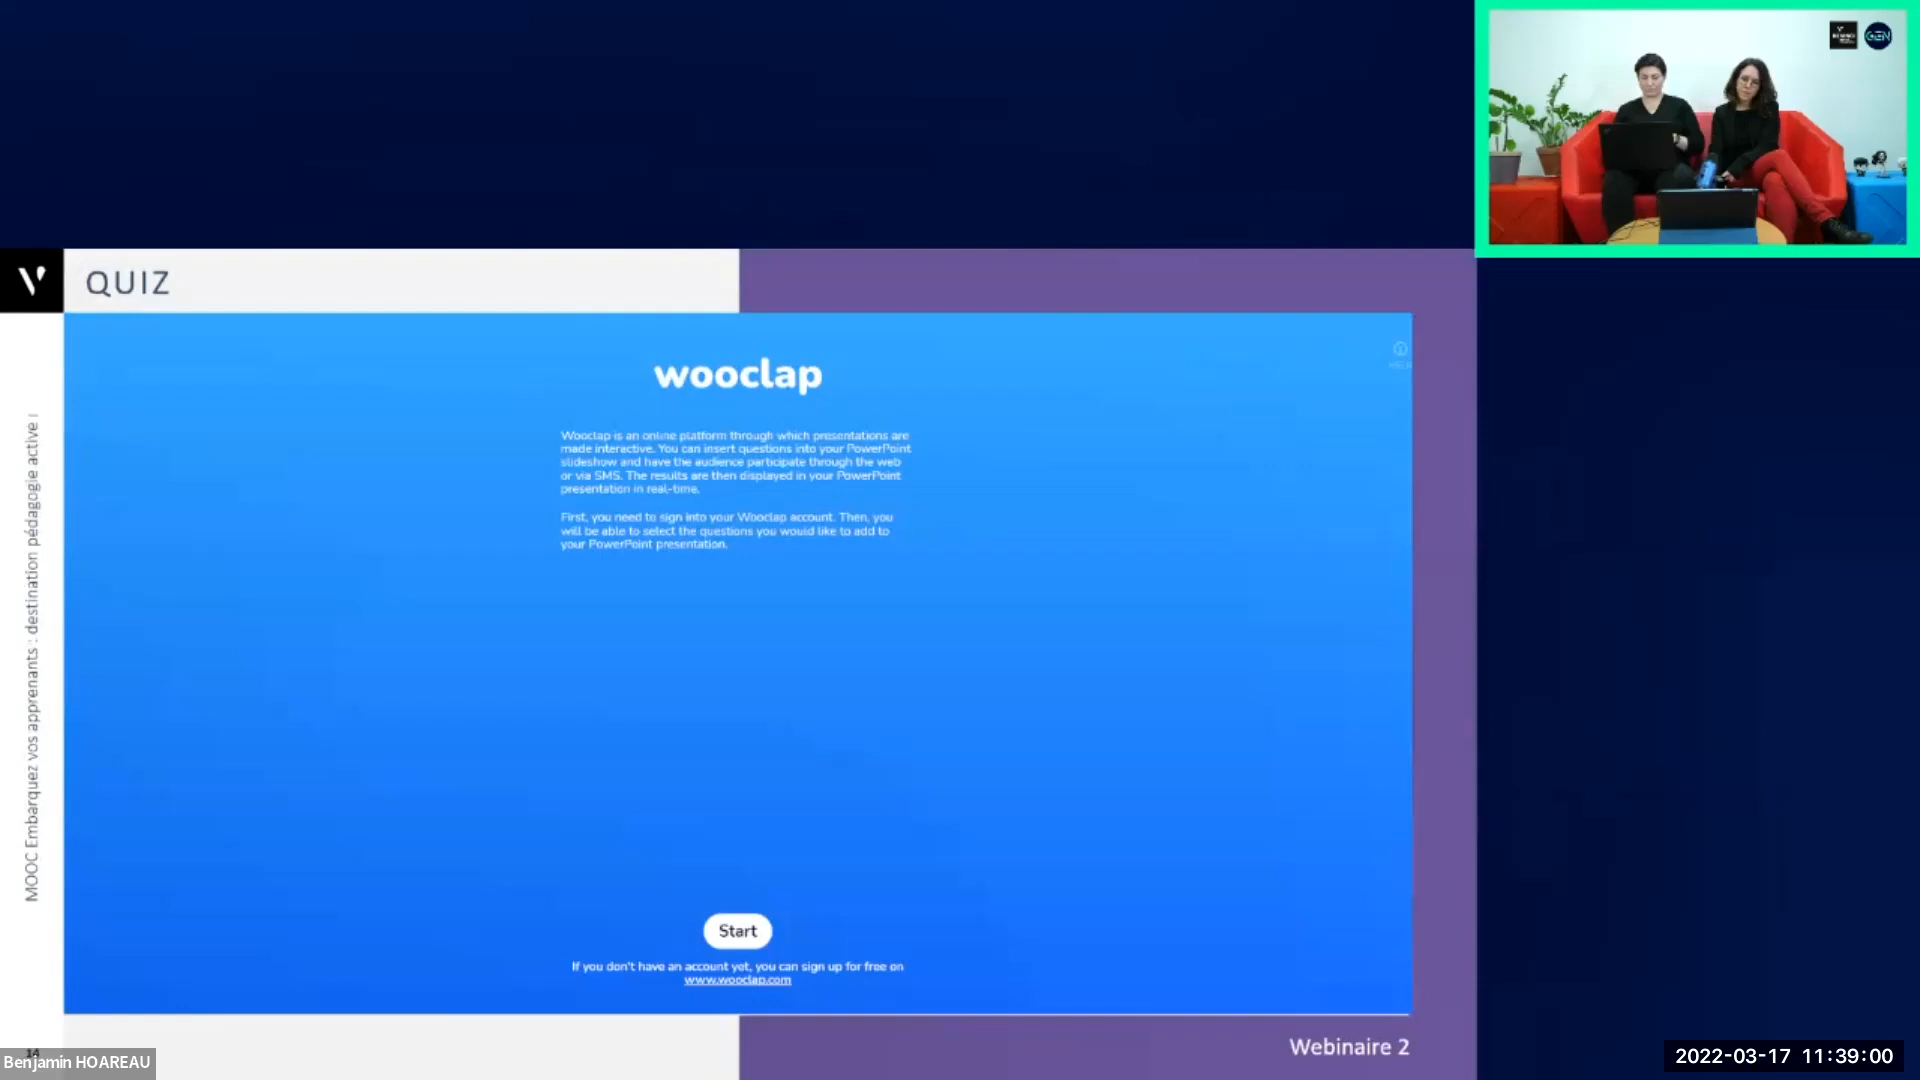 GEN
QUIZ
MOOC Embarquez vos apprenants : destination pédagogie active !
wooclap
HELP
Wooclap is an online platform through which presentations are
made interactive. You can insert questions into your PowerPoint
slideshow and have the audience participate through the web
or via SMS. The results are then displayed in your PowerPoint
presentation in real-time.
First, you need to sign into your Wooclap account. Then, you
will be able to select the questions you would like to add to
your PowerPoint presentation.
Start
If you don't have an account yet, you can sign up for free on
www.wooclap.com
14
Benjamin HOAREAU
Webinaire 2
2022-03-17 11:39:00